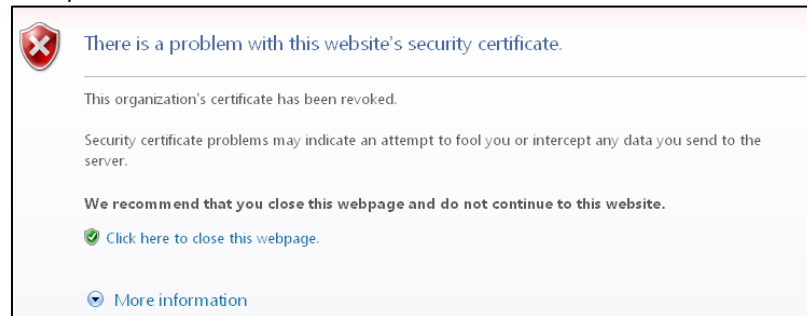 There is a problem with this website's security certificate.
This organization's certificate has been revoked.
Security certificate problems may indicate an attempt to fool you or intercept any data you send to the
server.
We recommend that you close this webpage and do not continue to this website.
Click here to close this webpage.
More information